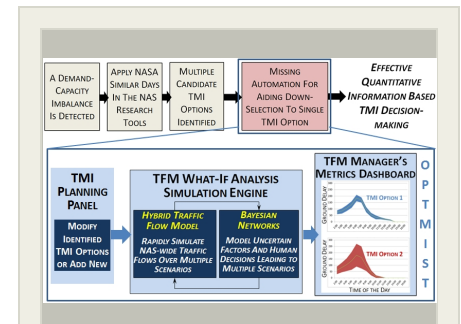 A DEMAND-
CAPACITY
IMBALANCE
IS DETECTED
APPLY NASA
SIMILAR DAYS
IN THE NAS
RESEARCH
TOOLS
MULTIPLE
CANDIDATE
TMI
OPTIONS
IDENTIFIED
MISSING
AUTOMATION FOR
AIDING DOWN-
SELECTION TO SINGLE
TMI OPTION
EFFECTIVE
QUANTITATIVE
INFORMATION BASED
TMI DECISION-
MAKING
TMI
PLANNING
PANEL
MODIFY
IDENTIFIED
TMI OPTIONS
OR ADD NEW
TFM WHAT-IF ANALYSIS
SIMULATION ENGINE
HYBRID TRAFFIC
FLOW MODEL
RAPIDLY SIMULATE
NAS-WIDE TRAFFIC
FLOWS OVER MULTIPLE
SCENARIOS
BAYESIAN
NETWORKS
MODEL UNCERTAIN
FACTORS AND HUMAN
DECISIONS LEADING TO
MULTIPLE SCENARIOS
TFM MANAGER'S
METRICS DASHBOARD
GROUND DELAY
TMI OPTION 1
GROUND DELAY
TMI OPTION 2
TIME OF THE DAY
OPTMIST